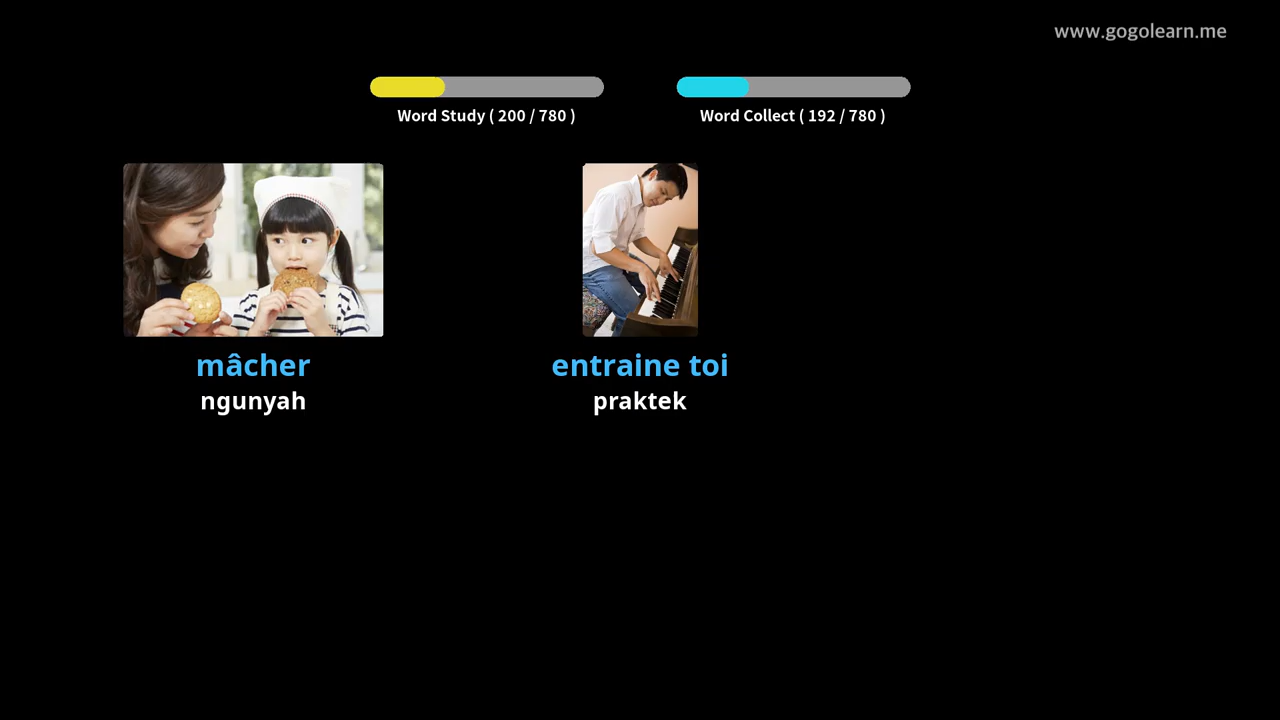 www.gogolearn.me
Word Study ( 200 / 780 )
Word Collect ( 192 / 780 )
mâcher
ngunyah
entraine toi
praktek